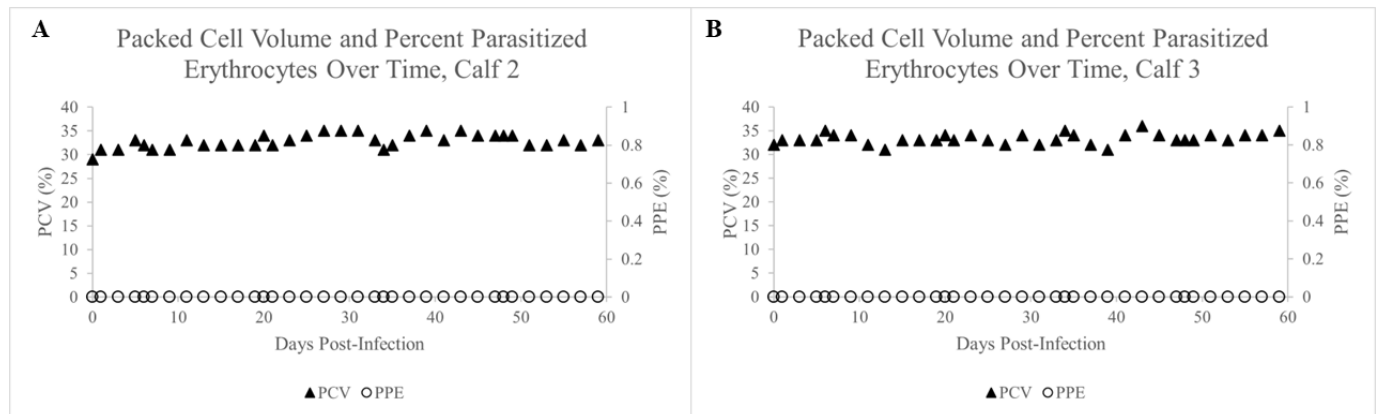 A
Packed Cell Volume and Percent Parasitized
Erythrocytes Over Time, Calf 2
40
35
30
25
20
15
10
5
0
PCV (%)
1
0.8
0.6
0.4
0.2
0
PPE (%)
0 10 20 30 40 50 60
Days Post-Infection
PCV PPE
B
Packed Cell Volume and Percent Parasitized
Erythrocytes Over Time, Calf 3
40
35
30
25
20
15
10
5
0
PCV (%)
1
0.8
0.6
0.4
0.2
0
PPE (%)
0 10 20 30 40 50 60
Days Post-Infection
PCV PPE